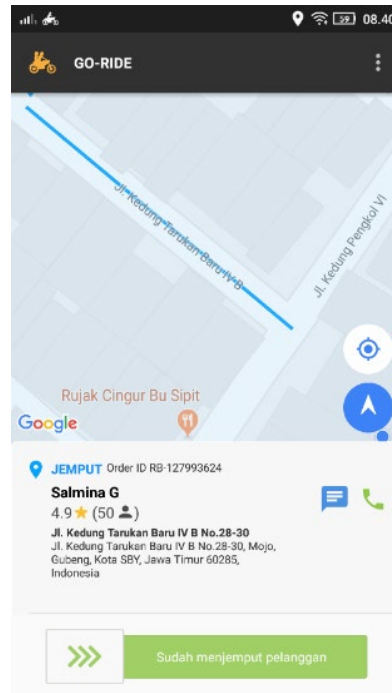 59 08.40
GO-RIDE
Jl. Kedung Tarukan Baru IV-B
Jl. Kedung Pengkol VI
Rujak Cingur Bu Sipit
Google
JEMPUT Order ID RB-127993624
Salmina G
4.9 (50)
Jl. Kedung Tarukan Baru IV B No.28-30
Jl. Kedung Tarukan Baru IV B No.28-30, Mojo,
Gubeng, Kota SBY, Jawa Timur 60285,
Indonesia
Sudah menjemput pelanggan